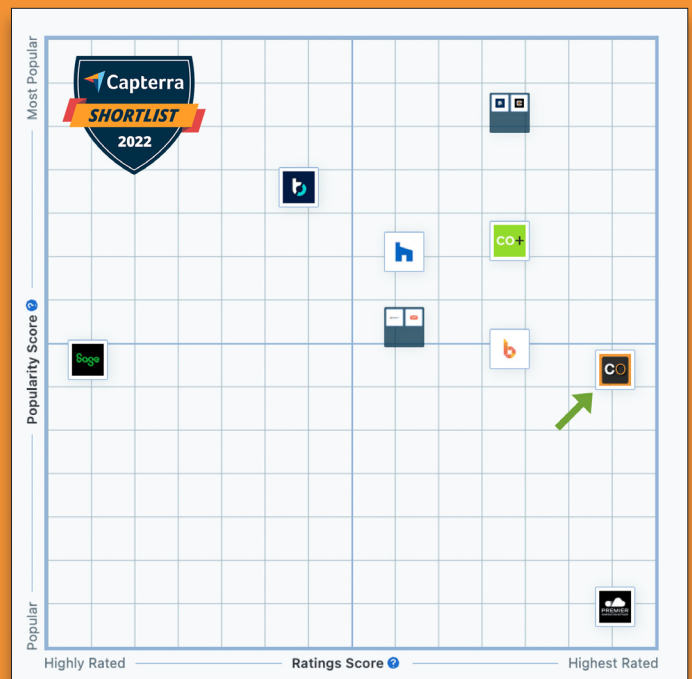 Most Popular
Capterra
SHORTLIST
2022
CO+
Popularity Score ?
Sage
b
CO
PREMIER
Popular
Highly Rated
Ratings Score ?
Highest Rated